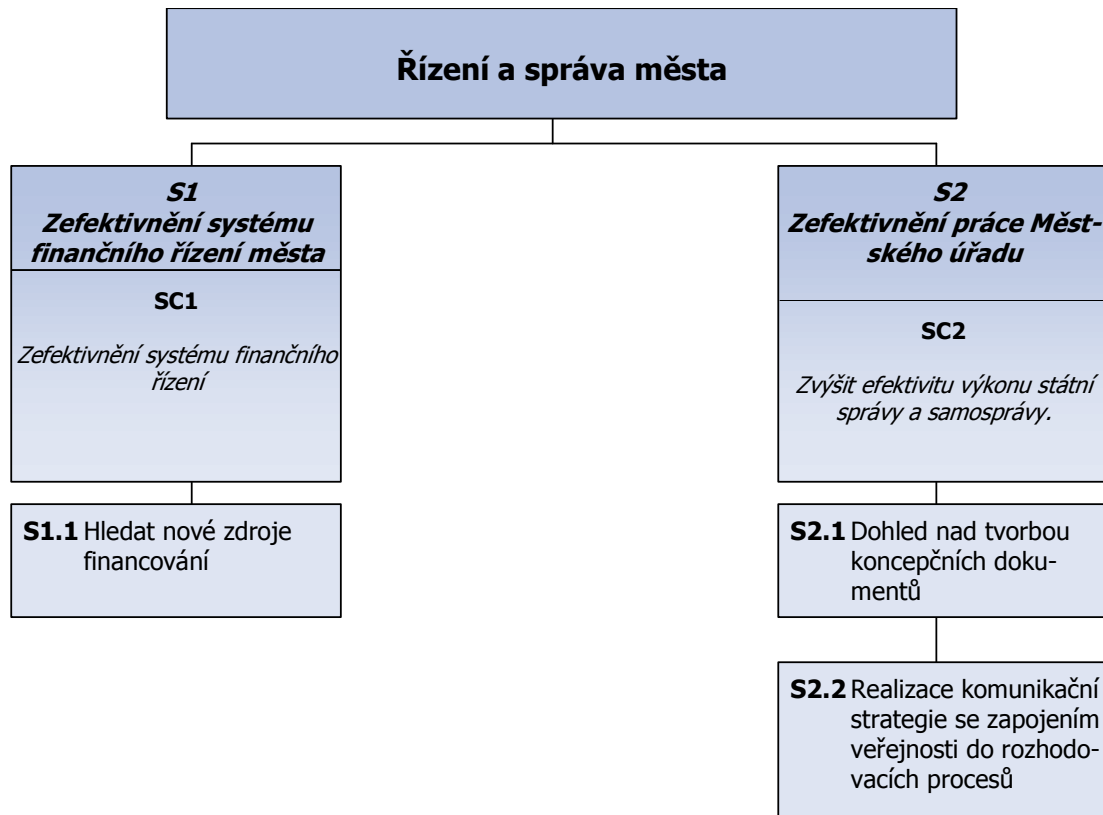 Řízení a správa města
S1
Zefektivnění systému
finančního řízení města
SC1
Zefektivnění systému finančního
řízení
S1.1 Hledat nové zdroje
financování
S2
Zefektivnění práce Měst-
ského úřadu
SC2
Zvýšit efektivitu výkonu státní
správy a samosprávy.
S2.1 Dohled nad tvorbou
koncepčních doku-
mentů
S2.2 Realizace komunikační
strategie se zapojením
veřejnosti do rozhodo-
vacích procesů